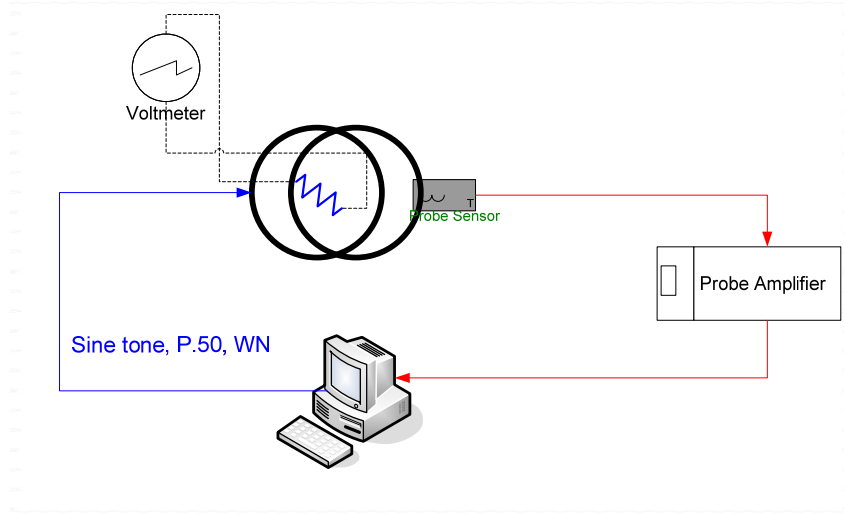 Voltmeter
T
Probe Sensor
Probe Amplifier
Sine tone, P.50, WN